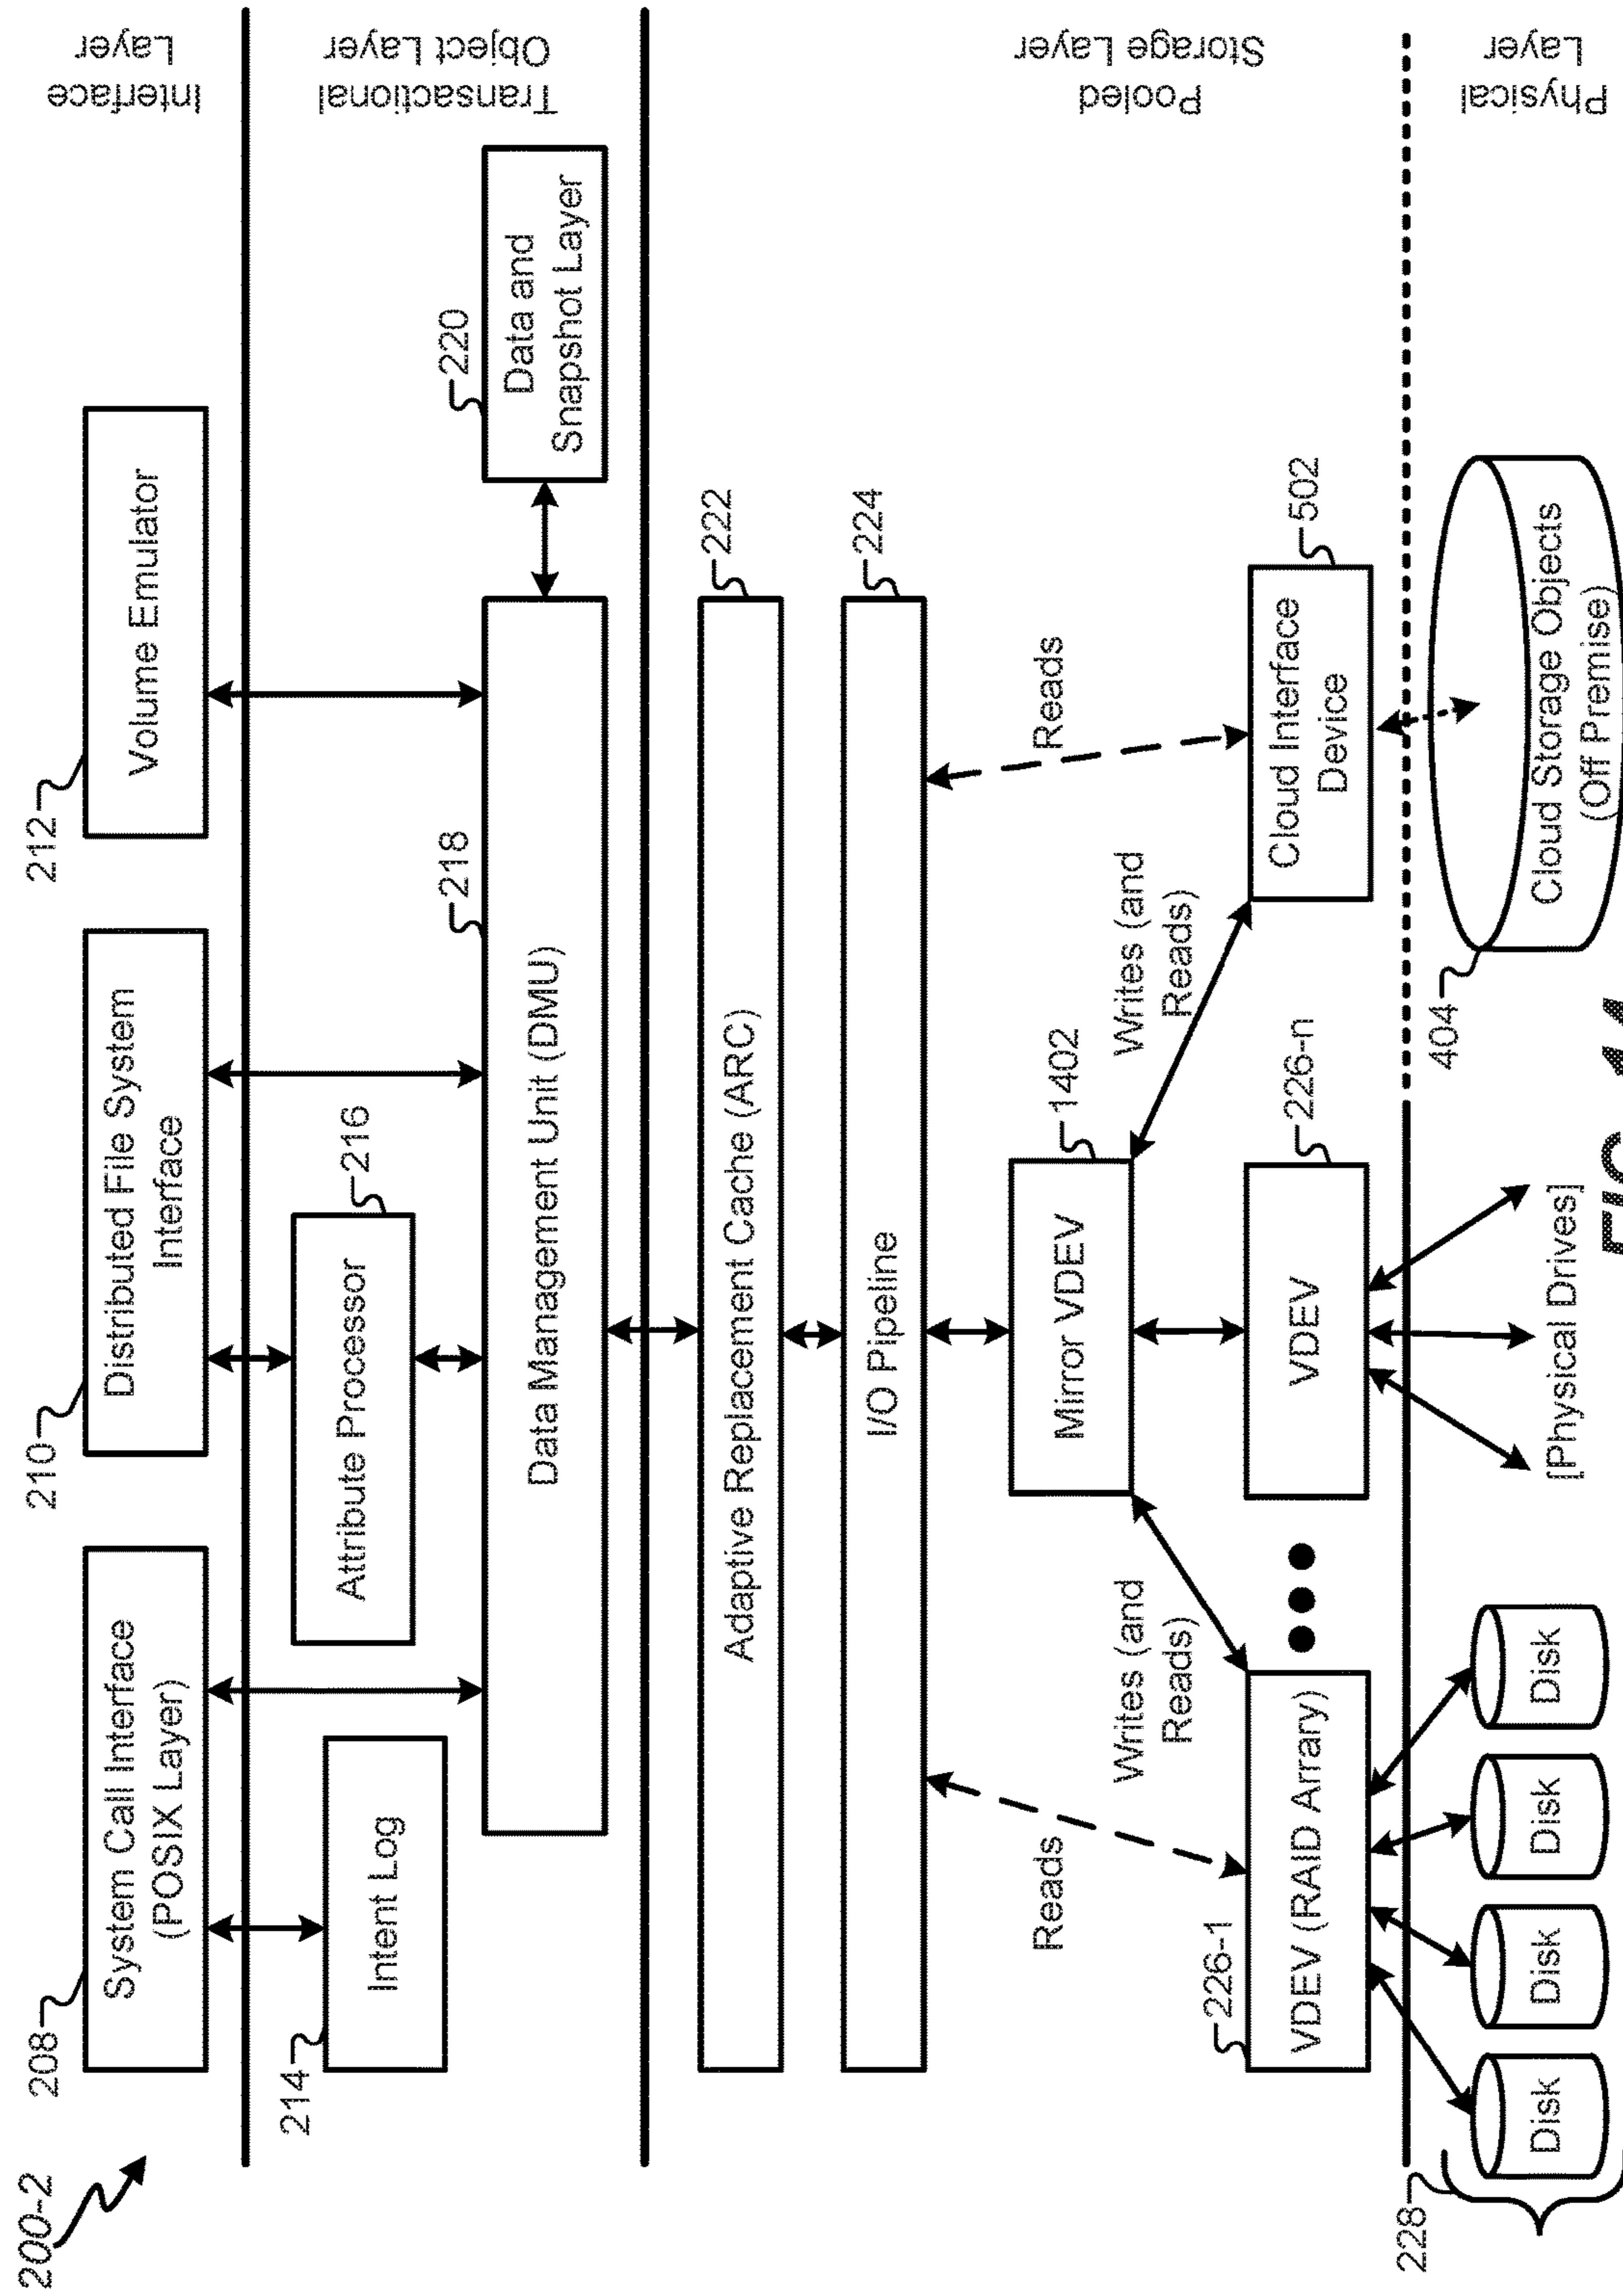 200-2
208
System Call Interface
(POSIX Layer)
210
Distributed File System
Interface
212
Volume Emulator
Interface
Layer
214
Intent Log
Attribute Processor
216
218
Data Management Unit (DMU)
220
Data and
Snapshot Layer
Transactional
Object Layer
Adaptive Replacement Cache (ARC)
222
I/O Pipeline
224
Reads
Writes (and
Reads)
Mirror VDEV
1402
Writes (and
Reads)
Reads
Pooled
Storage Layer
226-1
VDEV (RAID Arrary)
VDEV
226-n
Cloud Interface
Device
502
228
Disk
Disk
Disk
Disk
[Physical Drives]
404
Cloud Storage Objects
(Off Premise)
Physical
Layer
FIG. 14